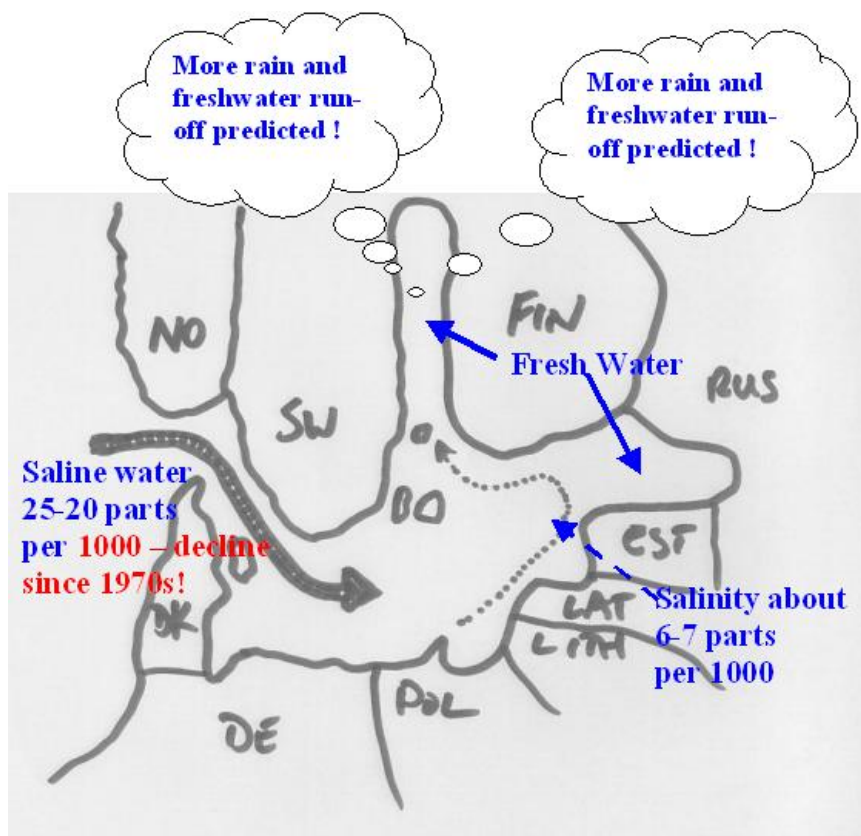 More rain and
freshwater run-
off predicted !
More rain and
freshwater run-
off predicted !
NO
SW
FIN
Fresh Water
RUS
Saline water
25-20 parts
per 1000 – decline
since 1970s!
BO
EST
DK
LAT
LITH
Salinity about
6-7 parts
per 1000
DE
POL